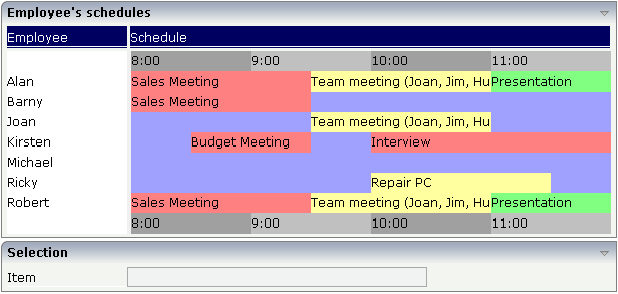 Employee's schedules
Employee Schedule
8:00 9:00 10:00 11:00
Alan Sales Meeting Team meeting (Joan, Jim, Hu Presentation
Barny Sales Meeting
Joan Team meeting (Joan, Jim, Hu
Kirsten Budget Meeting Interview
Michael
Ricky Repair PC
Robert Sales Meeting Team meeting (Joan, Jim, Hu Presentation
8:00 9:00 10:00 11:00
Selection
Item